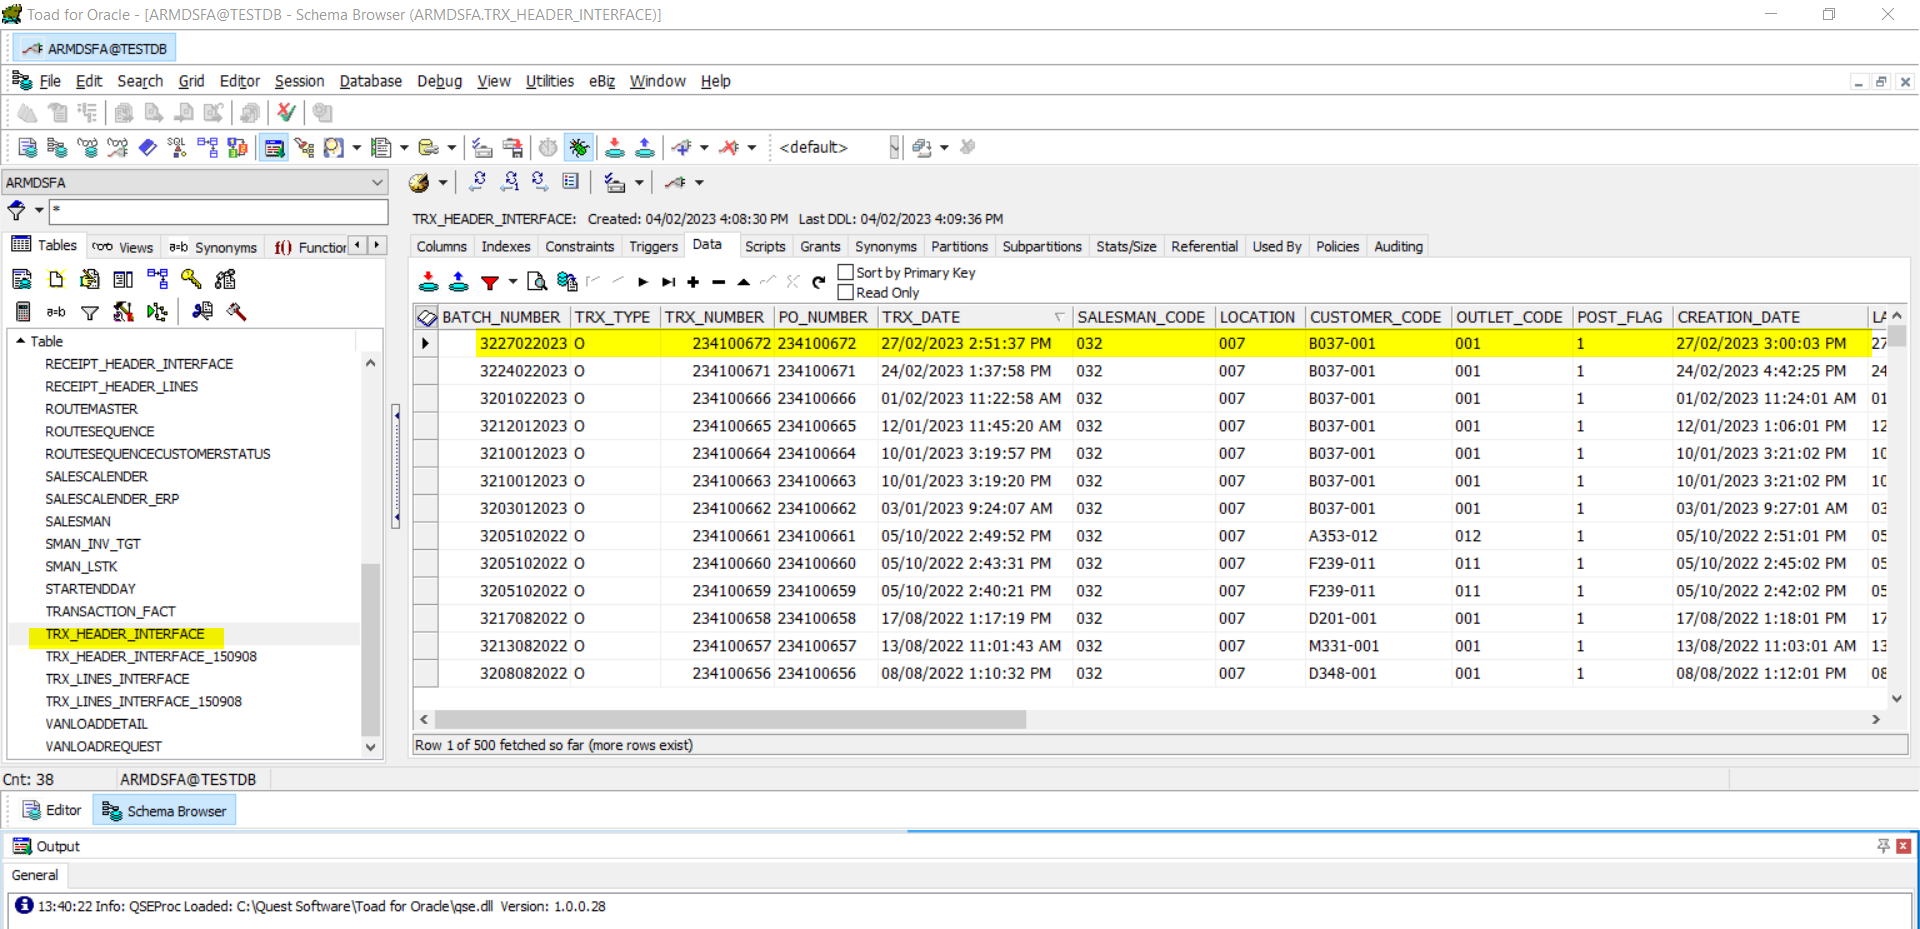 Toad for Oracle - [ARMDSFA@TESTDB - Schema Browser (ARMDSFA.TRX_HEADER_INTERFACE)]
ARMDSFA@TESTDB
File Edit Search Grid Editor Session Database Debug View Utilities eBiz Window Help
SQL <default>
ARMDSFA
*
TRX_HEADER_INTERFACE: Created: 04/02/2023 4:08:30 PM Last DDL: 04/02/2023 4:09:36 PM
Tables Views a=b Synonyms f() Function
Columns Indexes Constraints Triggers Data Scripts Grants Synonyms Partitions Subpartitions Stats/Size Referential Used By Policies Auditing
Sort by Primary Key
Read Only
a=b
Table
RECEIPT_HEADER_INTERFACE
RECEIPT_HEADER_LINES
ROUTEMASTER
ROUTESEQUENCE
ROUTESEQUENCECUSTOMERSTATUS
SALESCALENDER
SALESCALENDER_ERP
SALESMAN
SMAN_INV_TGT
SMAN_LSTK
STARTENDDAY
TRANSACTION_FACT
TRX_HEADER_INTERFACE
TRX_HEADER_INTERFACE_150908
TRX_LINES_INTERFACE
TRX_LINES_INTERFACE_150908
VANLOADDETAIL
VANLOADREQUEST
BATCH_NUMBER TRX_TYPE TRX_NUMBER PO_NUMBER TRX_DATE SALESMAN_CODE LOCATION CUSTOMER_CODE OUTLET_CODE POST_FLAG CREATION_DATE LA
3227022023 O 234100672 234100672 27/02/2023 2:51:37 PM 032 007 B037-001 001 1 27/02/2023 3:00:03 PM 27
3224022023 O 234100671 234100671 24/02/2023 1:37:58 PM 032 007 B037-001 001 1 24/02/2023 4:42:25 PM 24
3201022023 O 234100666 234100666 01/02/2023 11:22:58 AM 032 007 B037-001 001 1 01/02/2023 11:24:01 AM 01
3212012023 O 234100665 234100665 12/01/2023 11:45:20 AM 032 007 B037-001 001 1 12/01/2023 1:06:01 PM 12
3210012023 O 234100664 234100664 10/01/2023 3:19:57 PM 032 007 B037-001 001 1 10/01/2023 3:21:02 PM 10
3210012023 O 234100663 234100663 10/01/2023 3:19:20 PM 032 007 B037-001 001 1 10/01/2023 3:21:02 PM 10
3203012023 O 234100662 234100662 03/01/2023 9:24:07 AM 032 007 B037-001 001 1 03/01/2023 9:27:01 AM 03
3205102022 O 234100661 234100661 05/10/2022 2:49:52 PM 032 007 A353-012 012 1 05/10/2022 2:51:01 PM 05
3205102022 O 234100660 234100660 05/10/2022 2:43:31 PM 032 007 F239-011 011 1 05/10/2022 2:45:02 PM 05
3205102022 O 234100659 234100659 05/10/2022 2:40:21 PM 032 007 F239-011 011 1 05/10/2022 2:42:02 PM 05
3217082022 O 234100658 234100658 17/08/2022 1:17:19 PM 032 007 D201-001 001 1 17/08/2022 1:18:01 PM 17
3213082022 O 234100657 234100657 13/08/2022 11:01:43 AM 032 007 M331-001 001 1 13/08/2022 11:03:01 AM 13
3208082022 O 234100656 234100656 08/08/2022 1:10:32 PM 032 007 D348-001 001 1 08/08/2022 1:12:01 PM 08
Row 1 of 500 fetched so far (more rows exist)
Cnt: 38 ARMDSFA@TESTDB
Editor Schema Browser
Output
General
13:40:22 Info: QSEProc Loaded: C:\Quest Software\Toad for Oracle\qse.dll Version: 1.0.0.28